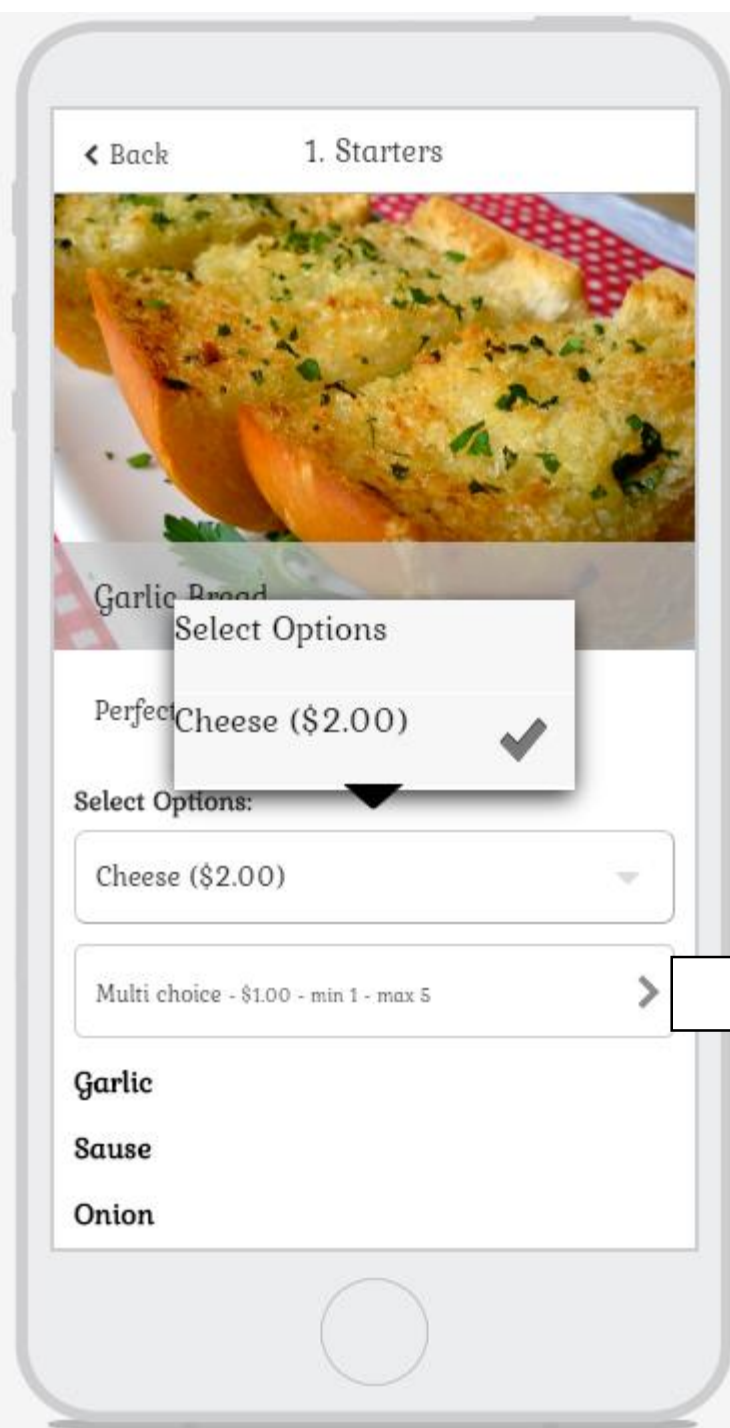 Back
1. Starters
Garlic Bread
Select Options
Perfect
Cheese ($2.00)
Select Options:
Cheese ($2.00)
Multi choice - $1.00 - min 1 - max 5
Garlic
Sause
Onion